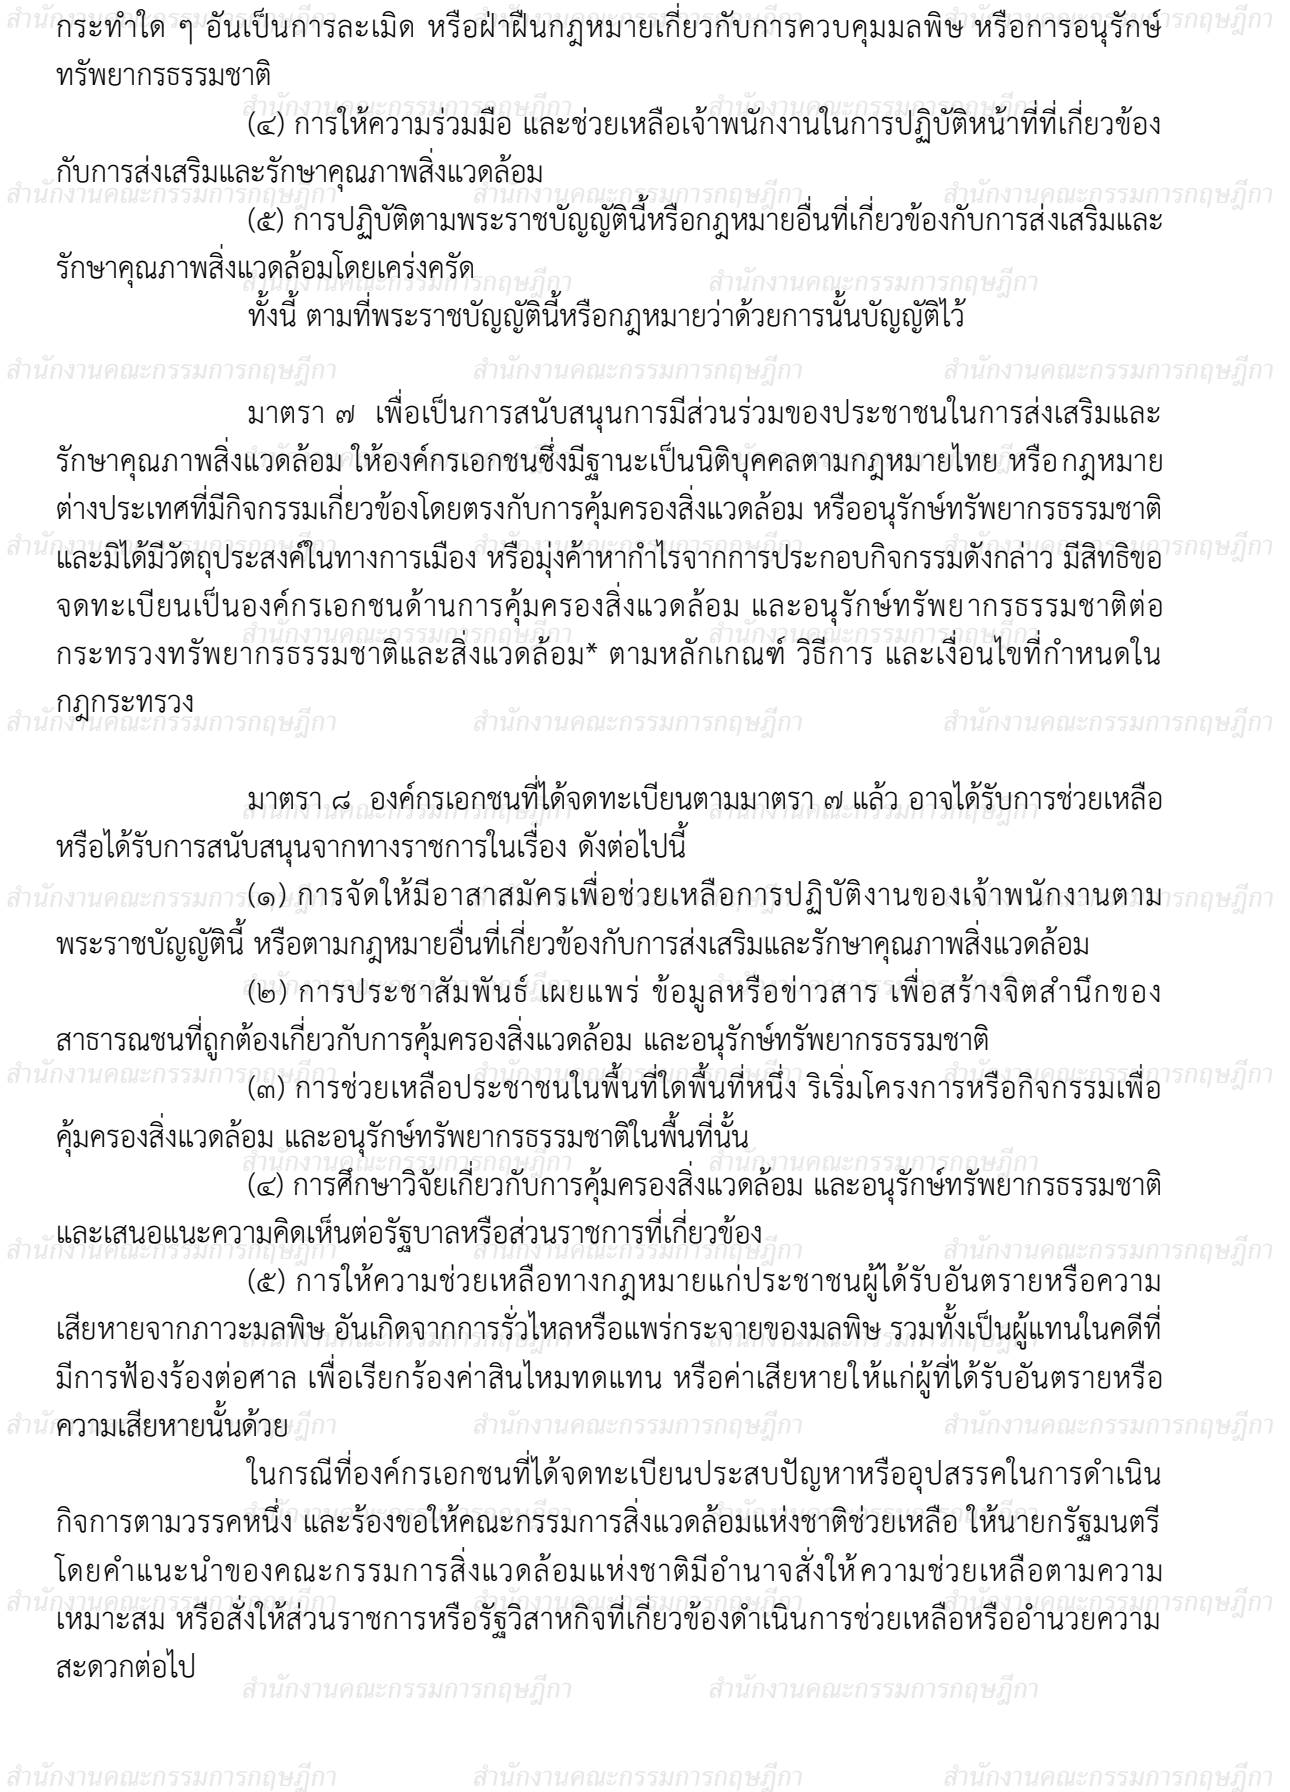 กระทำใด ๆ อันเป็นการละเมิด หรือฝ่าฝืนกฎหมายเกี่ยวกับการควบคุมมลพิษ หรือการอนุรักษ์
ทรัพยากรธรรมชาติ
(๔) การให้ความร่วมมือ และช่วยเหลือเจ้าพนักงานในการปฏิบัติหน้าที่ที่เกี่ยวข้อง
กับการส่งเสริมและรักษาคุณภาพสิ่งแวดล้อม
(๕) การปฏิบัติตามพระราชบัญญัตินี้หรือกฎหมายอื่นที่เกี่ยวข้องกับการส่งเสริมและ
รักษาคุณภาพสิ่งแวดล้อมโดยเคร่งครัด
ทั้งนี้ ตามที่พระราชบัญญัตินี้หรือกฎหมายว่าด้วยการนั้นบัญญัติไว้
มาตรา ๗ เพื่อเป็นการสนับสนุนการมีส่วนร่วมของประชาชนในการส่งเสริมและ
รักษาคุณภาพสิ่งแวดล้อม ให้องค์กรเอกชนซึ่งมีฐานะเป็นนิติบุคคลตามกฎหมายไทย หรือกฎหมาย
ต่างประเทศที่มีกิจกรรมเกี่ยวข้องโดยตรงกับการคุ้มครองสิ่งแวดล้อม หรืออนุรักษ์ทรัพยากรธรรมชาติ
และมิได้มีวัตถุประสงค์ในทางการเมือง หรือมุ่งค้าหากำไรจากการประกอบกิจกรรมดังกล่าว มีสิทธิขอ
จดทะเบียนเป็นองค์กรเอกชนด้านการคุ้มครองสิ่งแวดล้อม และอนุรักษ์ทรัพยากรธรรมชาติต่อ
กระทรวงทรัพยากรธรรมชาติและสิ่งแวดล้อม* ตามหลักเกณฑ์ วิธีการ และเงื่อนไขที่กำหนดใน
กฎกระทรวง
มาตรา ๘ องค์กรเอกชนที่ได้จดทะเบียนตามมาตรา ๗ แล้ว อาจได้รับการช่วยเหลือ
หรือได้รับการสนับสนุนจากทางราชการในเรื่อง ดังต่อไปนี้
(๑) การจัดให้มีอาสาสมัครเพื่อช่วยเหลือการปฏิบัติงานของเจ้าพนักงานตาม
พระราชบัญญัตินี้ หรือตามกฎหมายอื่นที่เกี่ยวข้องกับการส่งเสริมและรักษาคุณภาพสิ่งแวดล้อม
(๒) การประชาสัมพันธ์ เผยแพร่ ข้อมูลหรือข่าวสาร เพื่อสร้างจิตสำนึกของ
สาธารณชนที่ถูกต้องเกี่ยวกับการคุ้มครองสิ่งแวดล้อม และอนุรักษ์ทรัพยากรธรรมชาติ
(๓) การช่วยเหลือประชาชนในพื้นที่ใดพื้นที่หนึ่ง ริเริ่มโครงการหรือกิจกรรมเพื่อ
คุ้มครองสิ่งแวดล้อม และอนุรักษ์ทรัพยากรธรรมชาติในพื้นที่นั้น
(๔) การศึกษาวิจัยเกี่ยวกับการคุ้มครองสิ่งแวดล้อม และอนุรักษ์ทรัพยากรธรรมชาติ
และเสนอแนะความคิดเห็นต่อรัฐบาลหรือส่วนราชการที่เกี่ยวข้อง
(๕) การให้ความช่วยเหลือทางกฎหมายแก่ประชาชนผู้ได้รับอันตรายหรือความ
เสียหายจากภาวะมลพิษ อันเกิดจากการรั่วไหลหรือแพร่กระจายของมลพิษ รวมทั้งเป็นผู้แทนในคดีที่
มีการฟ้องร้องต่อศาล เพื่อเรียกร้องค่าสินไหมทดแทน หรือค่าเสียหายให้แก่ผู้ที่ได้รับอันตรายหรือ
ความเสียหายนั้นด้วย
ในกรณีที่องค์กรเอกชนที่ได้จดทะเบียนประสบปัญหาหรืออุปสรรคในการดำเนิน
กิจการตามวรรคหนึ่ง และร้องขอให้คณะกรรมการสิ่งแวดล้อมแห่งชาติช่วยเหลือ ให้นายกรัฐมนตรี
โดยคำแนะนำของคณะกรรมการสิ่งแวดล้อมแห่งชาติมีอำนาจสั่งให้ความช่วยเหลือตามความ
เหมาะสม หรือสั่งให้ส่วนราชการหรือรัฐวิสาหกิจที่เกี่ยวข้องดำเนินการช่วยเหลือหรืออำนวยความ
สะดวกต่อไป
สำนักงานคณะกรรมการกฤษฎีกา